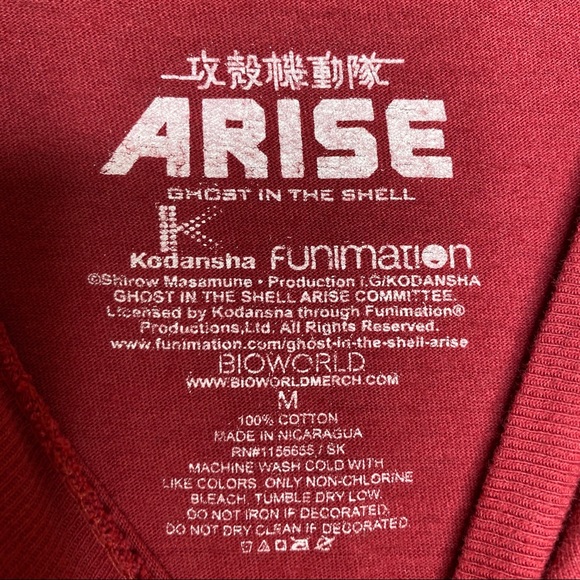 攻殻機動隊
ARISE
GHOST IN THE SHELL
K
Kodansha FUNiMATiON
©Shirow Masamune • Production I.G/KODANSHA
GHOST IN THE SHELL ARISE COMMITTEE.
Licensed by Kodansha through Funimation®
Productions,Ltd. All Rights Reserved.
www.funimation.com/ghost-in-the-shell-arise
BIOWORLD
WWW.BIOWORLDMERCH.COM
M
100% COTTON
MADE IN NICARAGUA
RN#1156655 / SK
MACHINE WASH COLD WITH
LIKE COLORS. ONLY NON-CHLORINE
BLEACH. TUMBLE DRY LOW.
DO NOT IRON IF DECORATED.
DO NOT DRY CLEAN IF DECORATED.